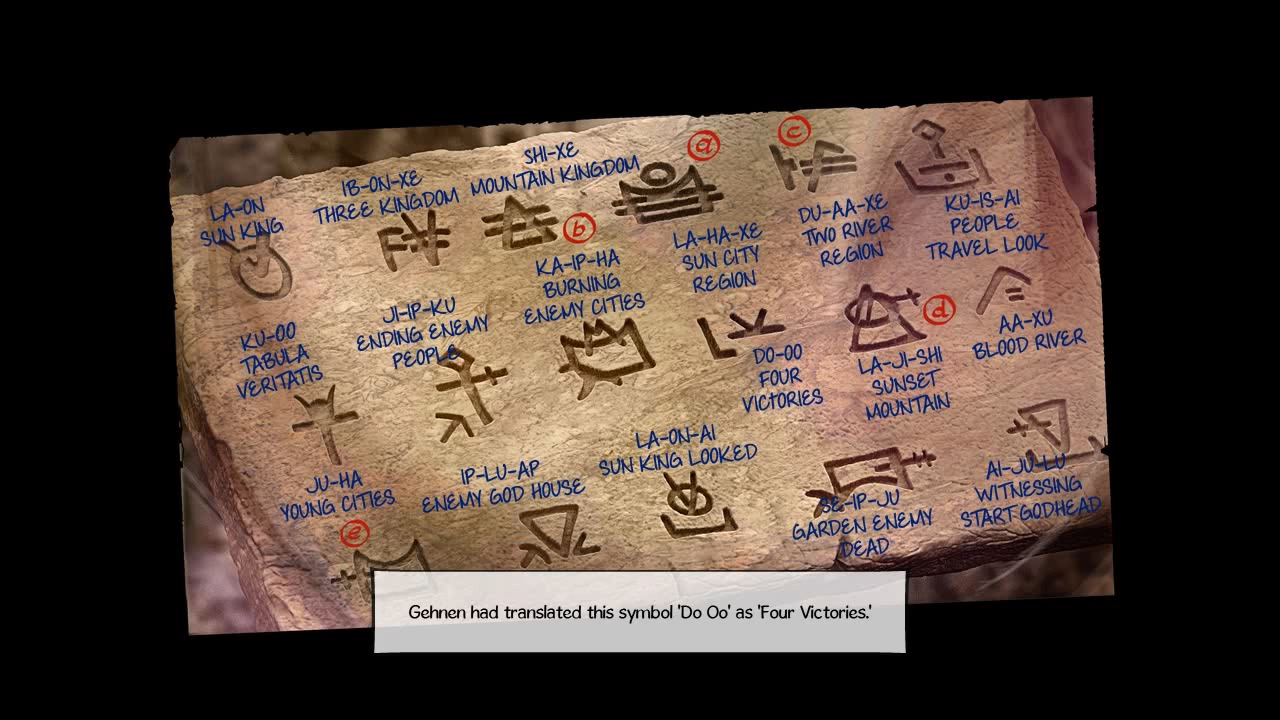 LA-ON
SUN KING
IB-ON-XE
THREE KINGDOM
SHI-XE
MOUNTAIN KINGDOM
a
c
KU-IS-AI
PEOPLE
TRAVEL LOOK
b
KA-IP-HA
BURNING
ENEMY CITIES
LA-HA-XE
SUN CITY
REGION
DU-AA-XE
TWO RIVER
REGION
KU-OO
TABULA
VERITATIS
JI-IP-KU
ENDING ENEMY
PEOPLE
DO-OO
FOUR
VICTORIES
d
LA-JI-SHI
SUNSET
MOUNTAIN
AA-XU
BLOOD RIVER
JU-HA
YOUNG CITIES
e
IP-LU-AP
ENEMY GOD HOUSE
LA-ON-AI
SUN KING LOOKED
SE-IP-JU
GARDEN ENEMY
DEAD
AI-JU-LU
WITNESSING
START GODHEAD
Gehnen had translated this symbol 'Do Oo' as 'Four Victories.'